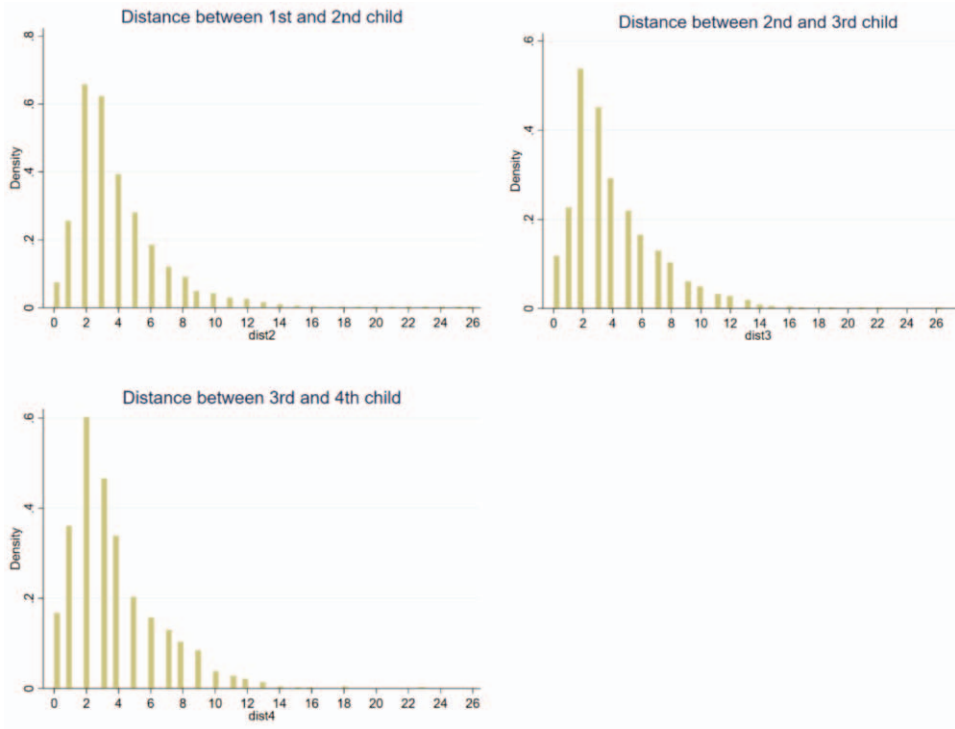 Distance between 1st and 2nd child
Density
.8
.6
.4
.2
0
0 2 4 6 8 10 12 14 16 18 20 22 24 26
dist2
Distance between 2nd and 3rd child
Density
.6
.4
.2
0
0 2 4 6 8 10 12 14 16 18 20 22 24 26
dist3
Distance between 3rd and 4th child
Density
.6
.4
.2
0
0 2 4 6 8 10 12 14 16 18 20 22 24 26
dist4